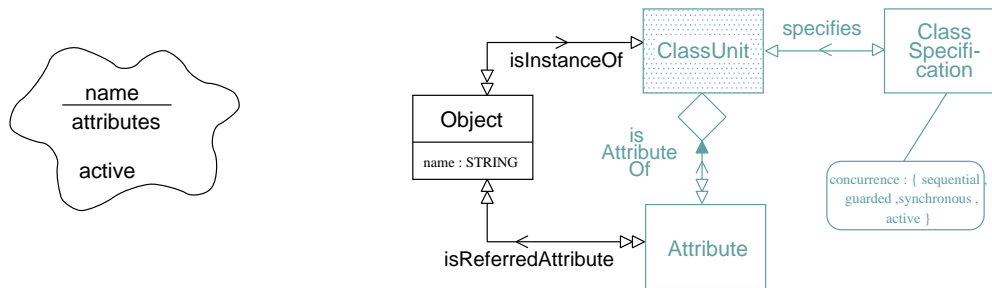 name
attributes
active
isInstanceOf
Object
name : STRING
isReferredAttribute
ClassUnit
is
Attribute
Of
Attribute
specifies
Class
Specifi-
cation
concurrence : { sequential ,
guarded ,synchronous ,
active }